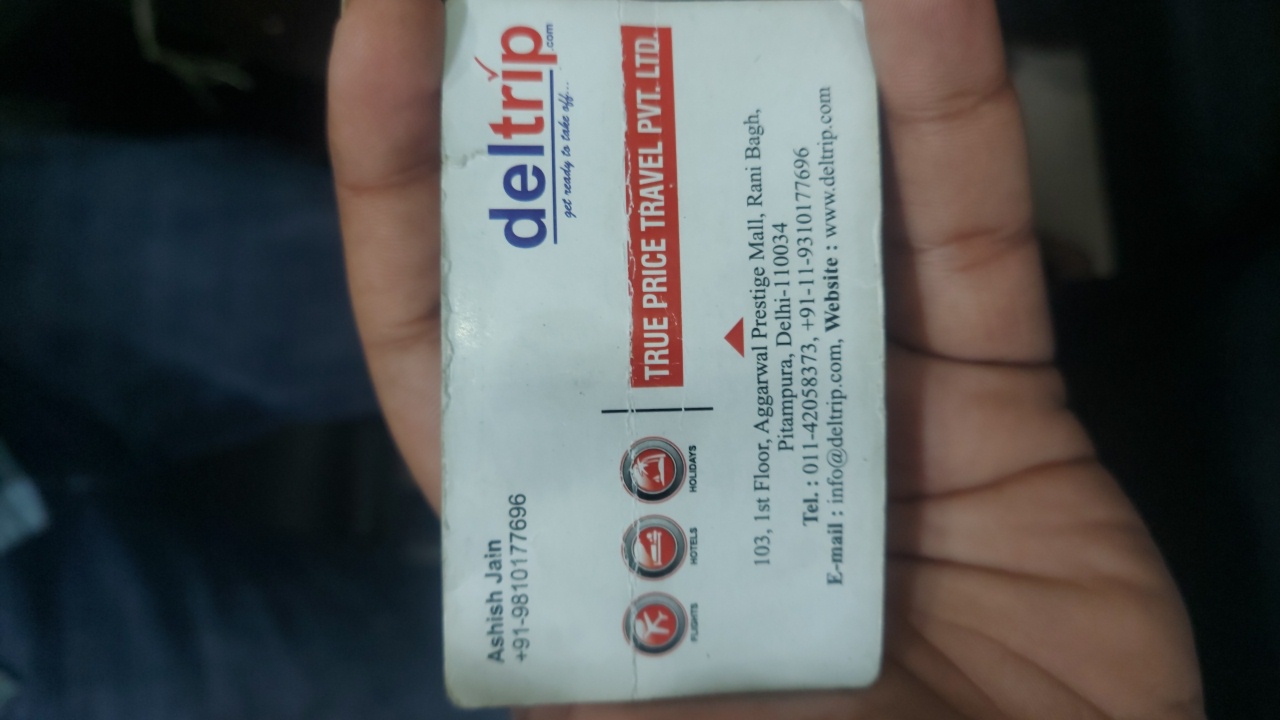 Ashish Jain
+91-9810177696
deltrip.com
get ready to take off...
FLIGHTS
HOTELS
HOLIDAYS
TRUE PRICE TRAVEL PVT. LTD.
103, 1st Floor, Aggarwal Prestige Mall, Rani Bagh,
Pitampura, Delhi-110034
Tel. : 011-42058373, +91-11-9310177696
E-mail : info@deltrip.com, Website : www.deltrip.com